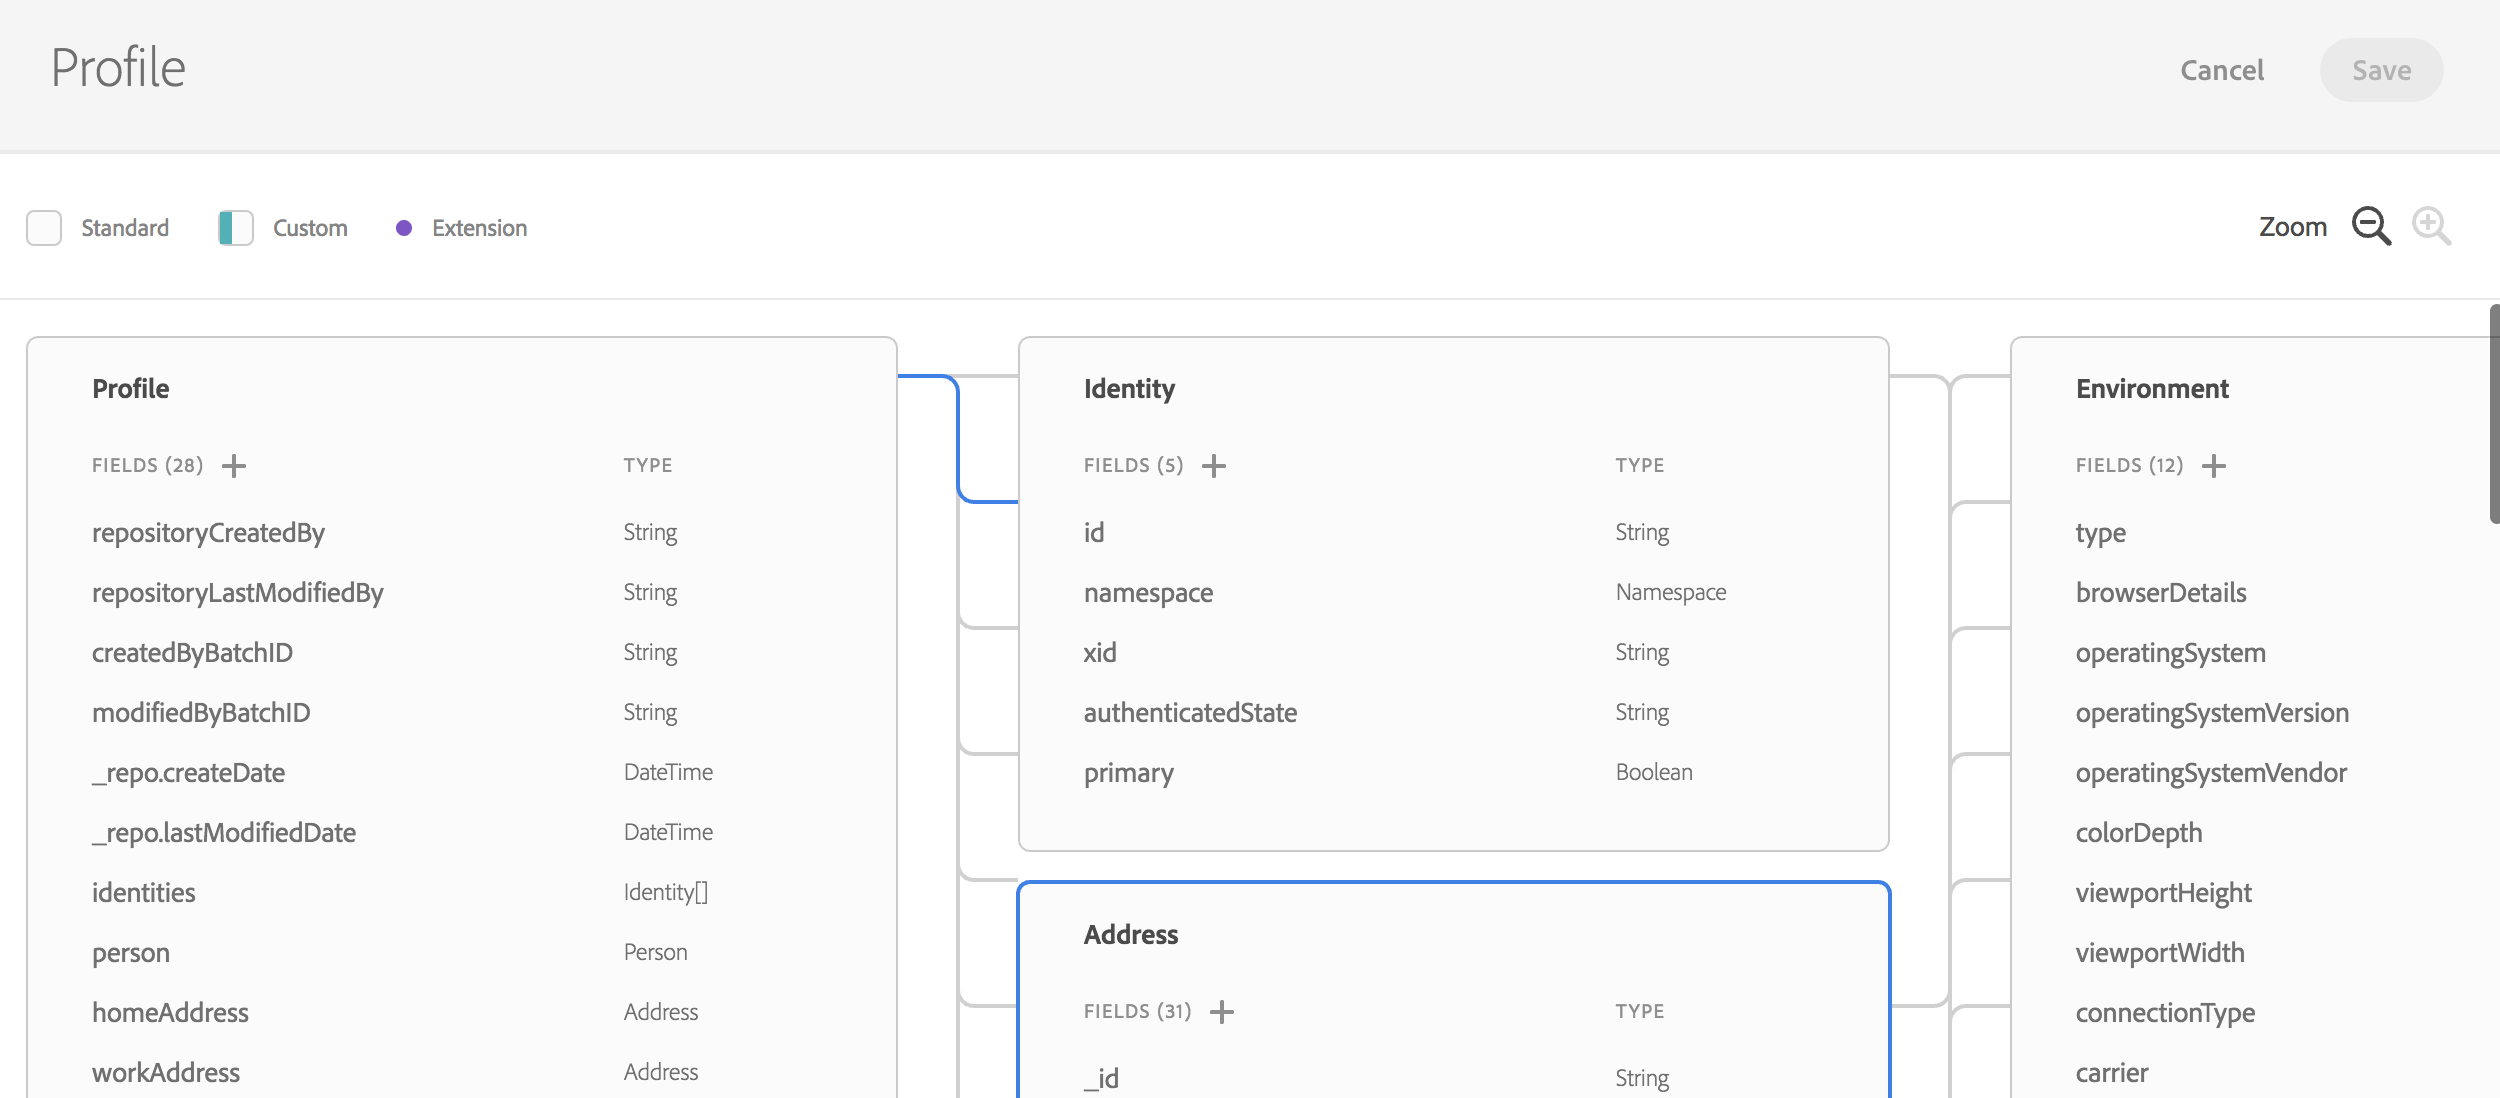 Profile
Cancel
Save
Standard
Custom
Extension
Zoom
Profile
FIELDS (28)
TYPE
repositoryCreatedBy
String
repositoryLastModifiedBy
String
createdByBatchID
String
modifiedByBatchID
String
_repo.createDate
DateTime
_repo.lastModifiedDate
DateTime
identities
Identity[]
person
Person
homeAddress
Address
workAddress
Address
Identity
FIELDS (5)
TYPE
id
String
namespace
Namespace
xid
String
authenticatedState
String
primary
Boolean
Address
FIELDS (31)
TYPE
_id
String
Environment
FIELDS (12)
type
browserDetails
operatingSystem
operatingSystemVersion
operatingSystemVendor
colorDepth
viewportHeight
viewportWidth
connectionType
carrier